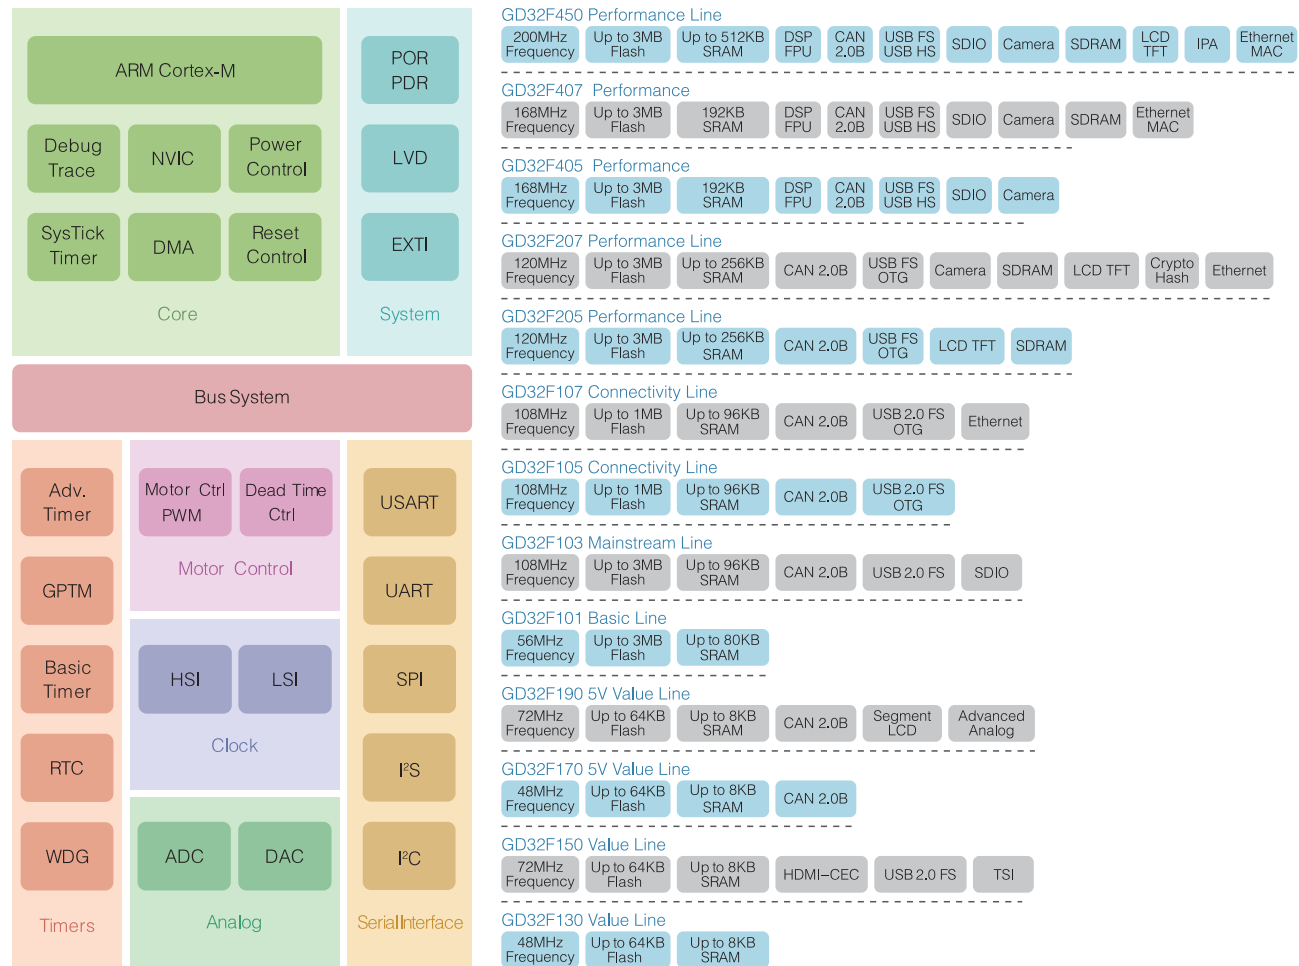 ARM Cortex-M
Debug
Trace
NVIC
Power
Control
SysTick
Timer
DMA
Reset
Control
Core
POR
PDR
LVD
EXTI
System
Bus System
Adv.
Timer
GPTM
Basic
Timer
RTC
WDG
Timers
Motor Ctrl
PWM
Dead Time
Ctrl
Motor Control
HSI
LSI
Clock
ADC
DAC
Analog
USART
UART
SPI
I²S
I²C
Serial Interface
GD32F450 Performance Line
200MHz
Frequency
Up to 3MB
Flash
Up to 512KB
SRAM
DSP
FPU
CAN
2.0B
USB FS
USB HS
SDIO
Camera
SDRAM
LCD
TFT
IPA
Ethernet
MAC
GD32F407 Performance
168MHz
Frequency
Up to 3MB
Flash
192KB
SRAM
DSP
FPU
CAN
2.0B
USB FS
USB HS
SDIO
Camera
SDRAM
Ethernet
MAC
GD32F405 Performance
168MHz
Frequency
Up to 3MB
Flash
192KB
SRAM
DSP
FPU
CAN
2.0B
USB FS
USB HS
SDIO
Camera
GD32F207 Performance Line
120MHz
Frequency
Up to 3MB
Flash
Up to 256KB
SRAM
CAN 2.0B
USB FS
OTG
Camera
SDRAM
LCD TFT
Crypto
Hash
Ethernet
GD32F205 Performance Line
120MHz
Frequency
Up to 3MB
Flash
Up to 256KB
SRAM
CAN 2.0B
USB FS
OTG
LCD TFT
SDRAM
GD32F107 Connectivity Line
108MHz
Frequency
Up to 1MB
Flash
Up to 96KB
SRAM
CAN 2.0B
USB 2.0 FS
OTG
Ethernet
GD32F105 Connectivity Line
108MHz
Frequency
Up to 1MB
Flash
Up to 96KB
SRAM
CAN 2.0B
USB 2.0 FS
OTG
GD32F103 Mainstream Line
108MHz
Frequency
Up to 3MB
Flash
Up to 96KB
SRAM
CAN 2.0B
USB 2.0 FS
SDIO
GD32F101 Basic Line
56MHz
Frequency
Up to 3MB
Flash
Up to 80KB
SRAM
GD32F190 5V Value Line
72MHz
Frequency
Up to 64KB
Flash
Up to 8KB
SRAM
CAN 2.0B
Segment
LCD
Advanced
Analog
GD32F170 5V Value Line
48MHz
Frequency
Up to 64KB
Flash
Up to 8KB
SRAM
CAN 2.0B
GD32F150 Value Line
72MHz
Frequency
Up to 64KB
Flash
Up to 8KB
SRAM
HDMI–CEC
USB 2.0 FS
TSI
GD32F130 Value Line
48MHz
Frequency
Up to 64KB
Flash
Up to 8KB
SRAM